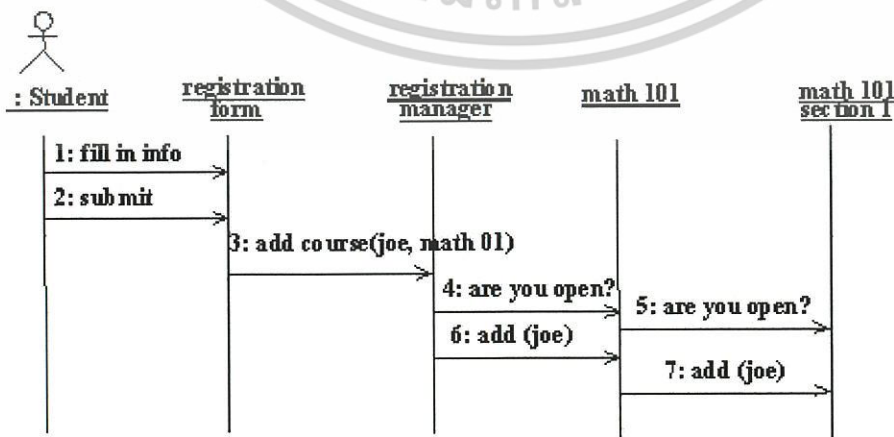 : Student
registration
form
registration
manager
math 101
math 101
section 1
1: fill in info
2: submit
3: add course(joe, math 01)
4: are you open?
5: are you open?
6: add (joe)
7: add (joe)